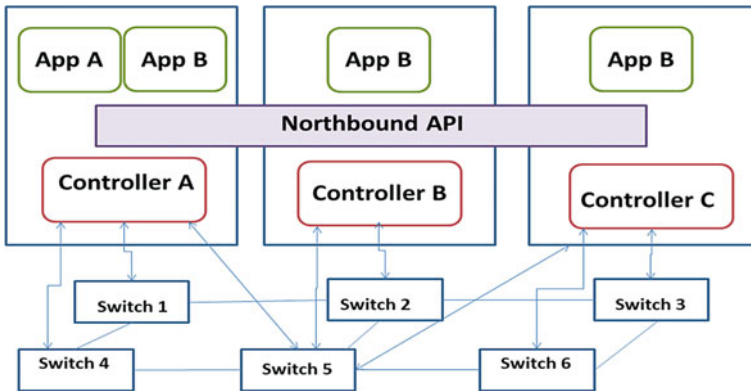 App A
App B
App B
App B
Northbound API
Controller A
Controller B
Controller C
Switch 1
Switch 2
Switch 3
Switch 4
Switch 5
Switch 6